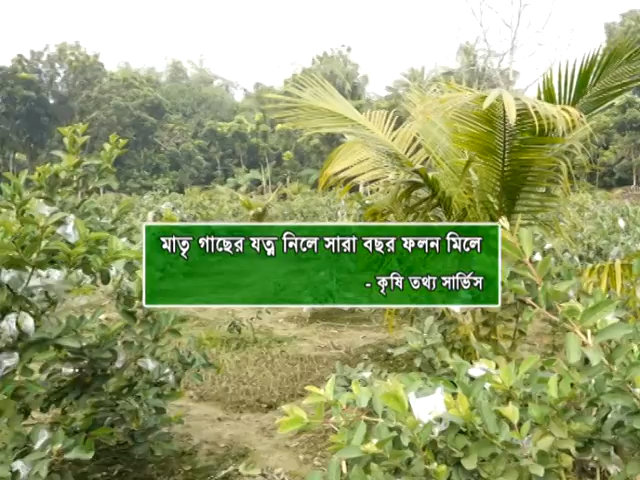 মাতৃ গাছের যত্ন নিলে সারা বছর ফলন মিলে
- কৃষি তথ্য সার্ভিস